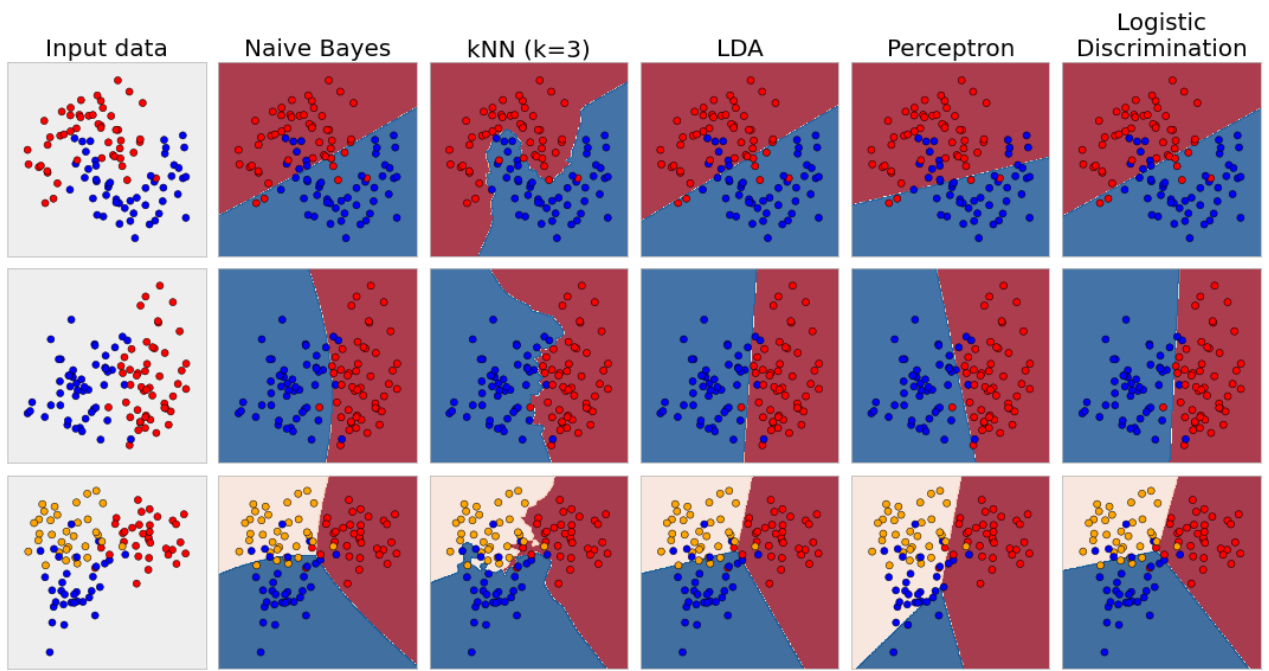 Input data
Naive Bayes
kNN (k=3)
LDA
Perceptron
Logistic
Discrimination